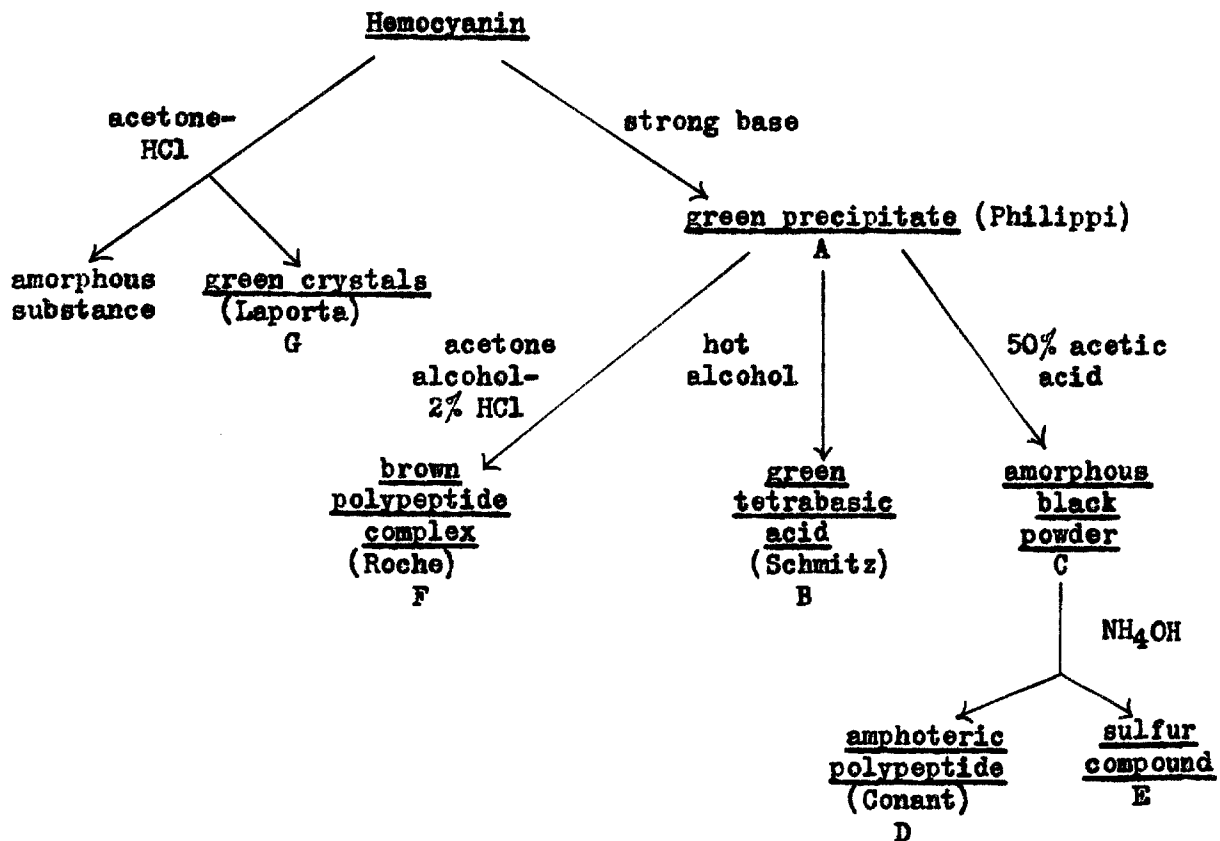 Hemocyanin
acetone-
HCl
strong base
green precipitate (Philippi)
A
amorphous
substance
green crystals
(Laporta)
G
acetone
alcohol-
2% HCl
hot
alcohol
50% acetic
acid
brown
polypeptide
complex
(Roche)
F
green
tetrabasic
acid
(Schmitz)
B
amorphous
black
powder
C
NH4OH
amphoteric
polypeptide
(Conant)
D
sulfur
compound
E